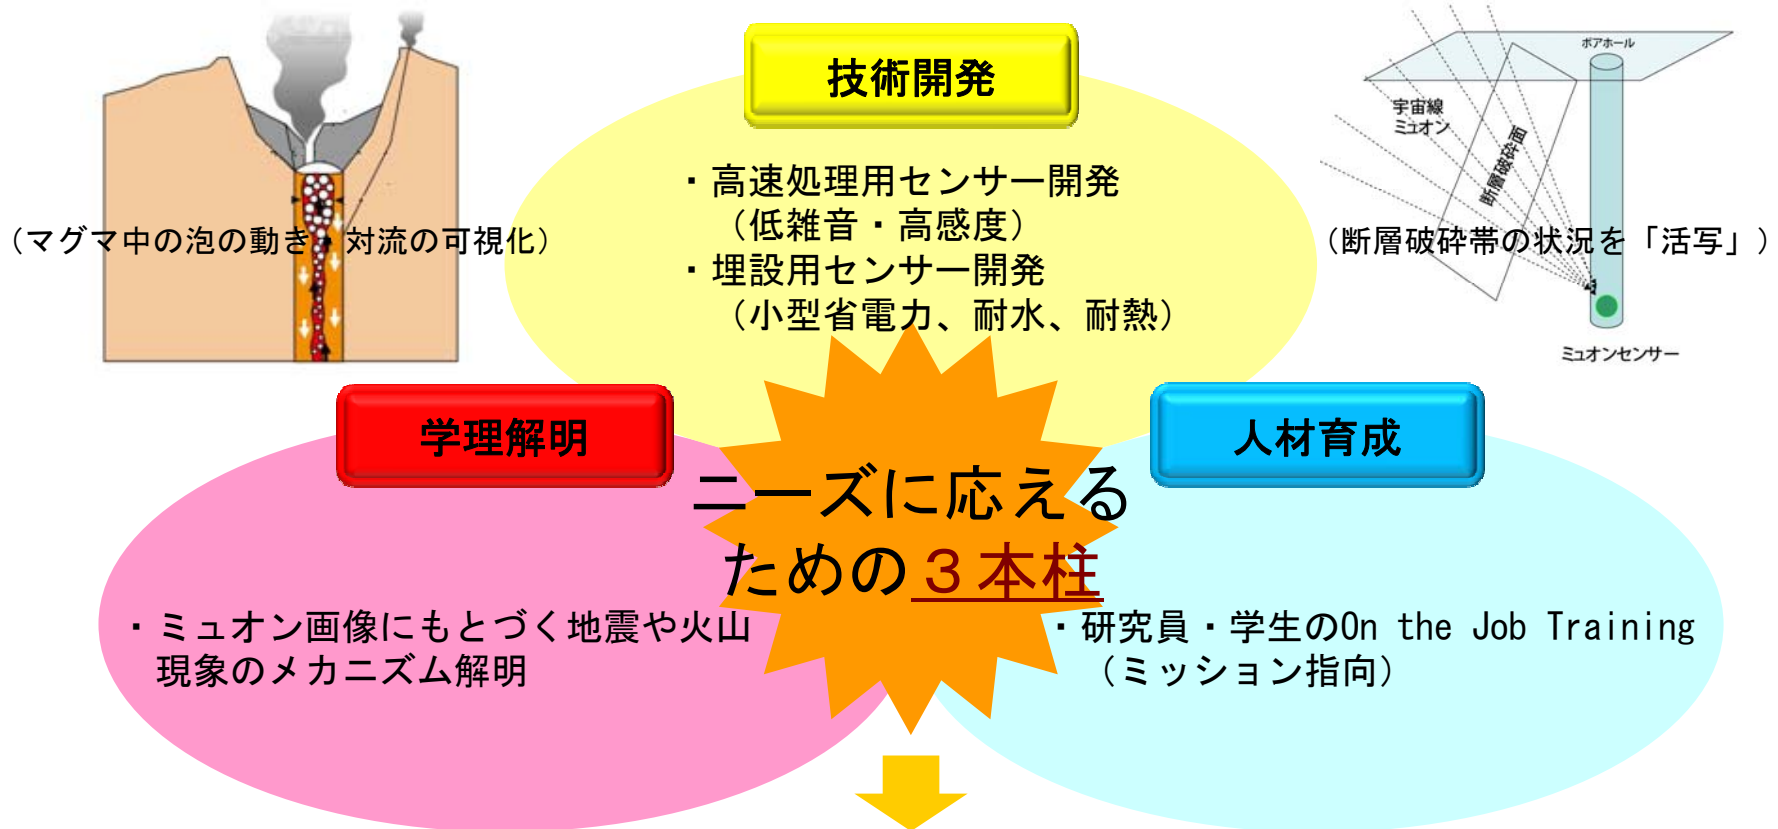 技術開発
・高速処理用センサー開発
（低雑音・高感度）
・埋設用センサー開発
（小型省電力、耐水、耐熱）
（マグマ中の泡の動き・対流の可視化）
ボアホール
宇宙線
ミュオン
断層破砕面
（断層破砕帯の状況を「活写」）
ミュオンセンサー
学理解明
人材育成
ニーズに応える
ための３本柱
・ミュオン画像にもとづく地震や火山
現象のメカニズム解明
・研究員・学生のOn the Job Training
（ミッション指向）